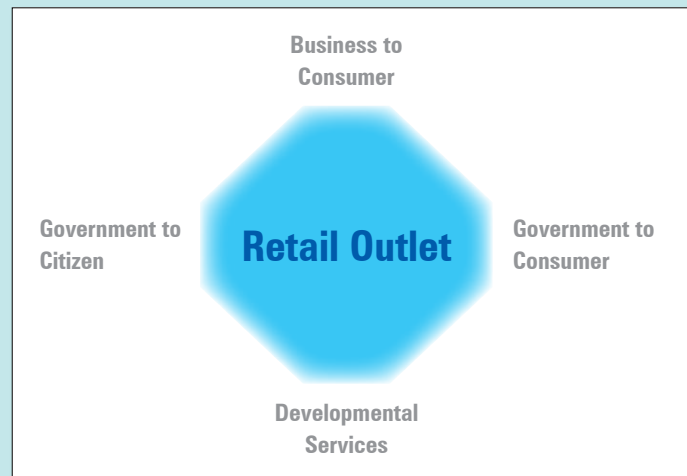 Business to
Consumer
Government to
Citizen
Retail Outlet
Government to
Consumer
Developmental
Services